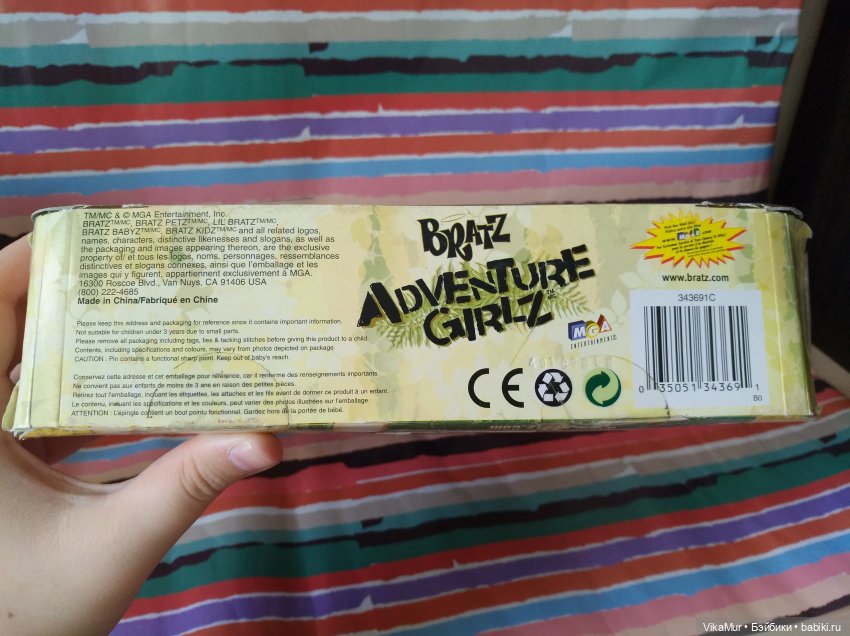 TM/MC & © MGA Entertainment, Inc.
BRATZ™/MC, BRATZ PETZ™/MC, LIL' BRATZ™/MC,
BRATZ BABYZ™/MC, BRATZ KIDZ™/MC and all related logos,
names, characters, distinctive likenesses and slogans, as well as
the packaging and images appearing thereon, are the exclusive
property of/ et tous les logos, noms, personnages, ressemblances
distinctives et slogans connexes, ainsi que l'emballage et les
images qui y figurent, appartiennent exclusivement à MGA.
16300 Roscoe Blvd., Van Nuys, CA 91406 USA
(800) 222-4685
Made in China/Fabriqué en Chine
Please keep this address and packaging for reference since it contains important information.
Not suitable for children under 3 years due to small parts.
Please remove all packaging including tags, ties & tacking stitches before giving this product to a child.
Contents, including specifications and colours, may vary from photos depicted on package.
CAUTION : Pin contains a functional sharp point. Keep out of baby's reach.
Conservez cette adresse et cet emballage pour référence, car il renferme des renseignements importants.
Ne convient pas aux enfants de moins de 3 ans en raison des petites pièces.
Retirez tout l'emballage, incluant les étiquettes, les attaches et les fils avant de donner ce produit à un enfant.
Le contenu, incluant les spécifications et les couleurs, peut varier des photos illustrées sur l'emballage.
ATTENTION : L'épingle contient un bout pointu fonctionnel. Gardez hors de la portée de bébé.
BRATZ
ADVENTURE
GIRLZ
MGA
ENTERTAINMENT
CE
www.bratz.com
343691C
0 35051 34369 1
B0
VikaMur • Бэйбики • babiki.ru